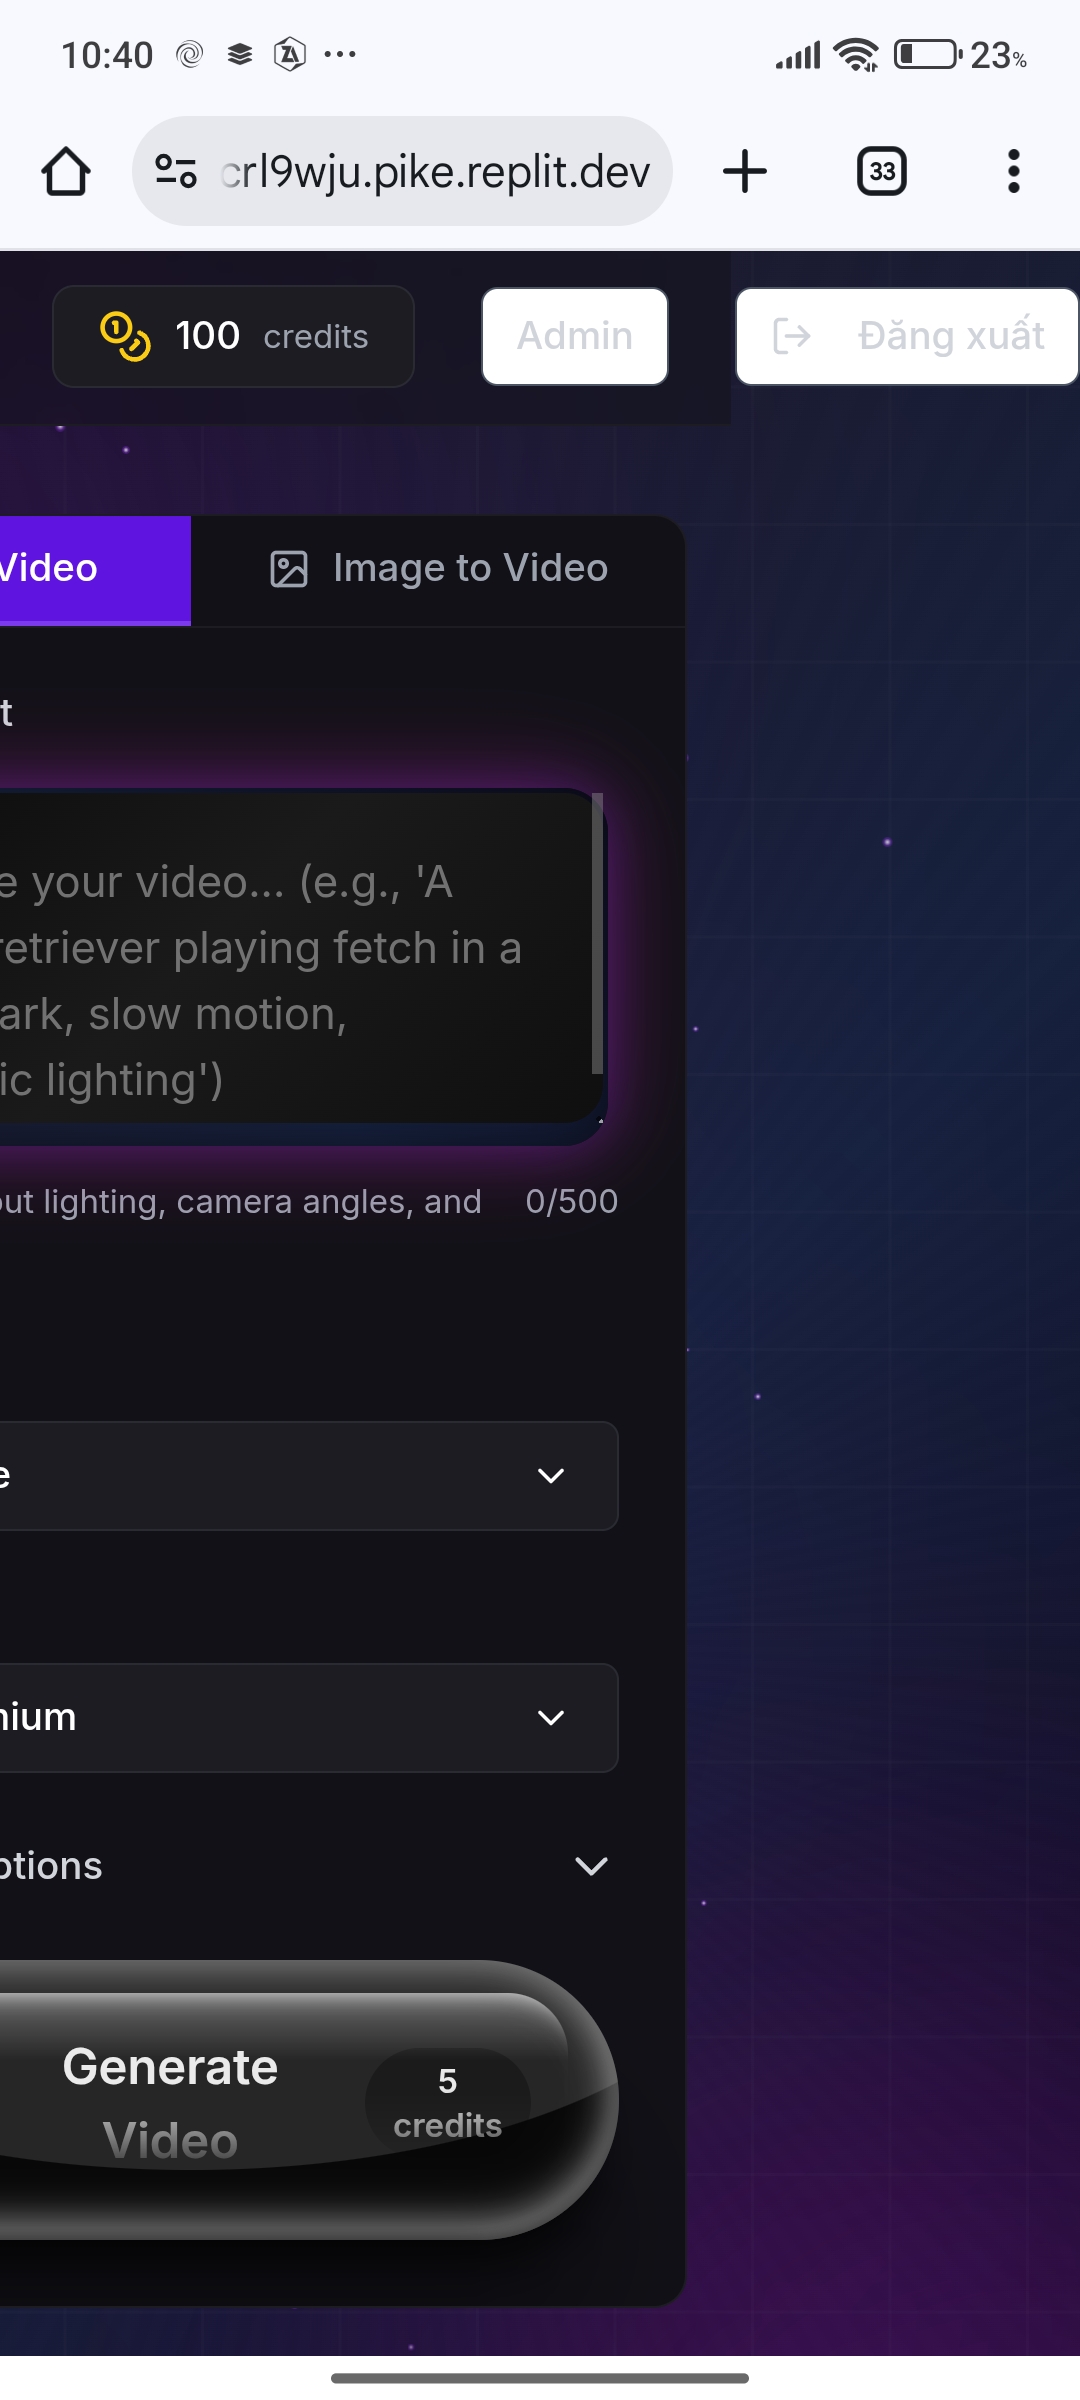 10:40
23%
crl9wju.pike.replit.dev
33
100 credits
Admin
Đăng xuất
Video
Image to Video
t
e your video... (e.g., 'A
retriever playing fetch in a
ark, slow motion,
ic lighting')
out lighting, camera angles, and
0/500
e
nium
ptions
Generate
Video
5
credits